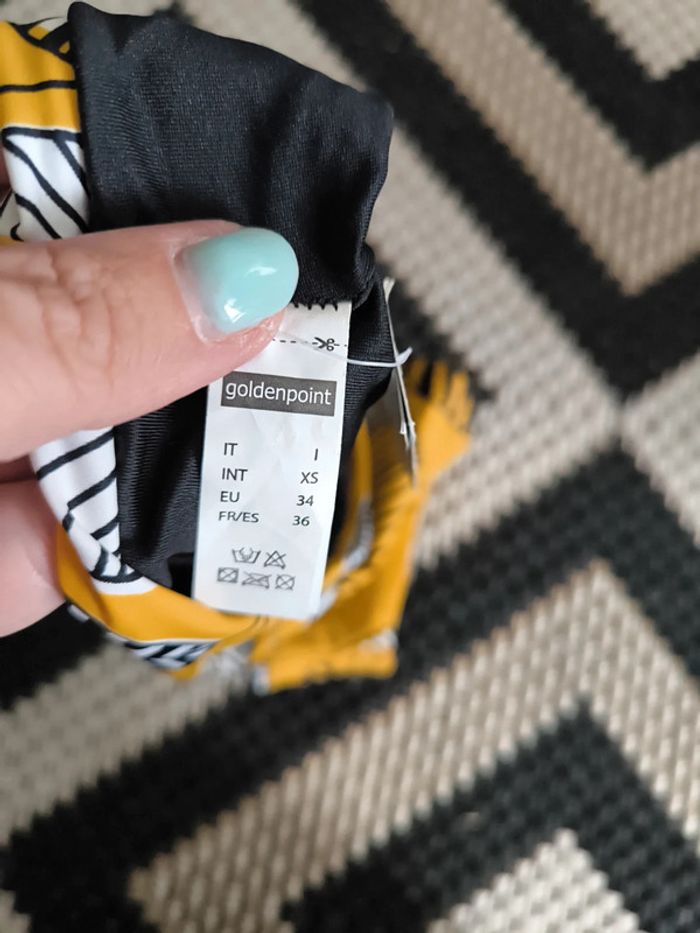 goldenpoint
IT I
INT XS
EU 34
FR/ES 36